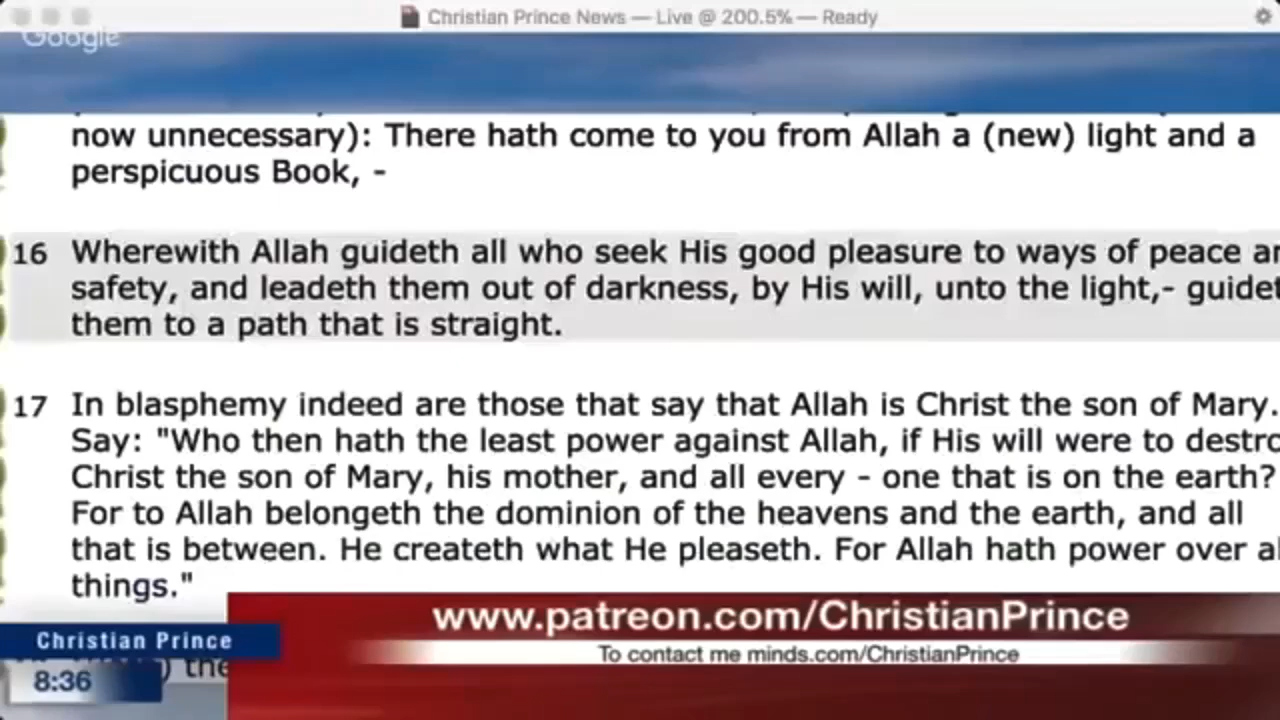 Christian Prince News — Live @ 200.5% — Ready
Google
now unnecessary): There hath come to you from Allah a (new) light and a
perspicuous Book, -
16 Wherewith Allah guideth all who seek His good pleasure to ways of peace an
safety, and leadeth them out of darkness, by His will, unto the light,- guidet
them to a path that is straight.
17 In blasphemy indeed are those that say that Allah is Christ the son of Mary.
Say: "Who then hath the least power against Allah, if His will were to destro
Christ the son of Mary, his mother, and all every - one that is on the earth?
For to Allah belongeth the dominion of the heavens and the earth, and all
that is between. He createth what He pleaseth. For Allah hath power over al
things."
www.patreon.com/ChristianPrince
Christian Prince
To contact me minds.com/ChristianPrince
) the
8:36